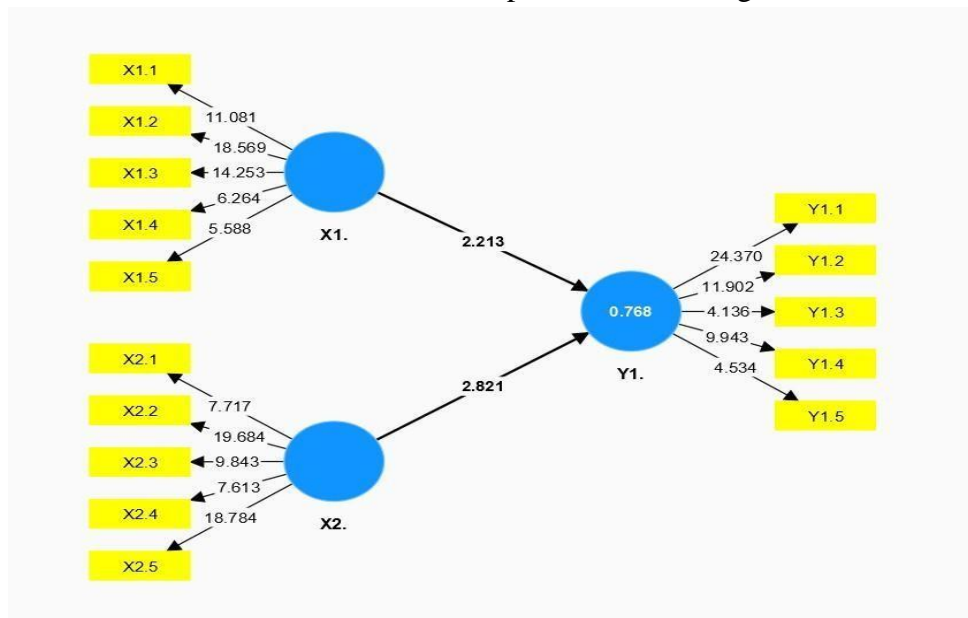 X1.1
X1.2
X1.3
X1.4
X1.5
11.081
18.569
14.253
6.264
5.588
X1.
2.213
X2.1
X2.2
X2.3
X2.4
X2.5
7.717
19.684
9.843
7.613
18.784
X2.
2.821
0.768
Y1.
24.370
11.902
4.136
9.943
4.534
Y1.1
Y1.2
Y1.3
Y1.4
Y1.5